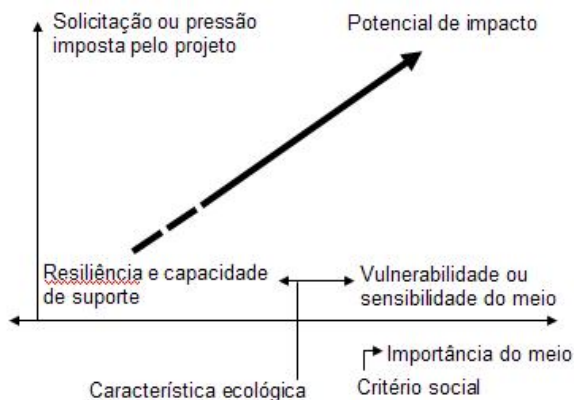 Solicitação ou pressão
imposta pelo projeto
Potencial de impacto
Resiliência e capacidade
de suporte
Vulnerabilidade ou
sensibilidade do meio
Importância do meio
Característica ecológica
Critério social